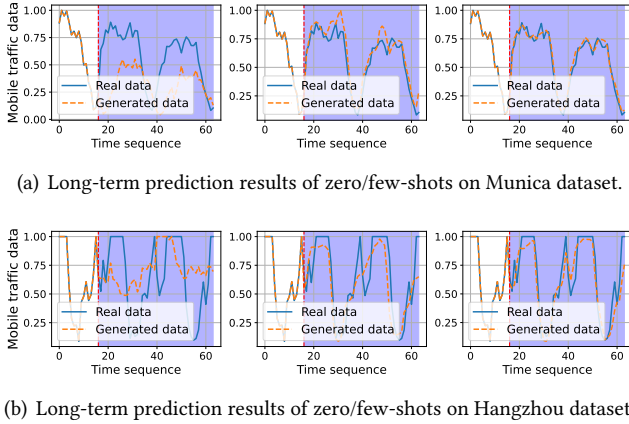 1.00
0.75
0.50
0.25
0.00
Mobile traffic data
Real data
Generated data
0 20 40 60
Time sequence
0.75
0.50
0.25
Real data
Generated data
0 20 40 60
Time sequence
0.75
0.50
0.25
Real data
Generated data
0 20 40 60
Time sequence
(a) Long-term prediction results of zero/few-shots on Munica dataset.
1.00
0.75
0.50
0.25
Mobile traffic data
Real data
Generated data
0 20 40 60
Time sequence
1.00
0.75
0.50
0.25
Real data
Generated data
0 20 40 60
Time sequence
1.00
0.75
0.50
0.25
Real data
Generated data
0 20 40 60
Time sequence
(b) Long-term prediction results of zero/few-shots on Hangzhou dataset